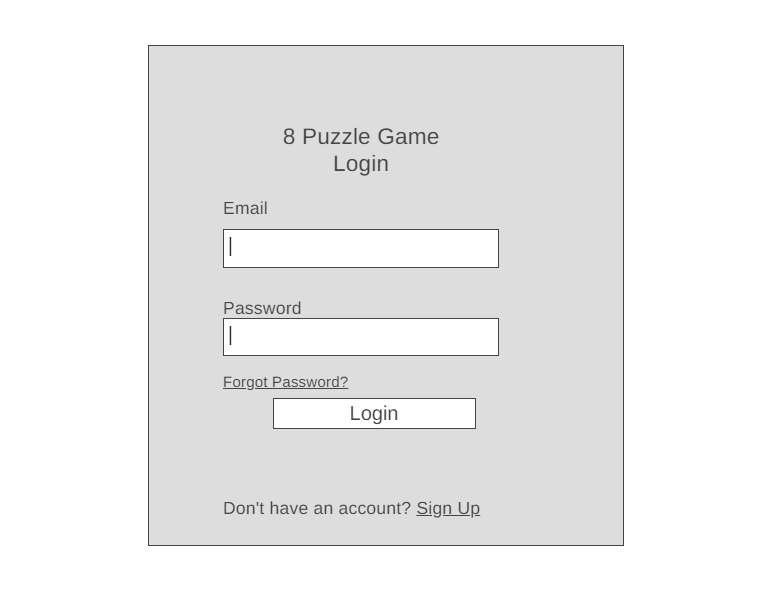 8 Puzzle Game
Login
Email
Password
Forgot Password?
Login
Don't have an account? Sign Up